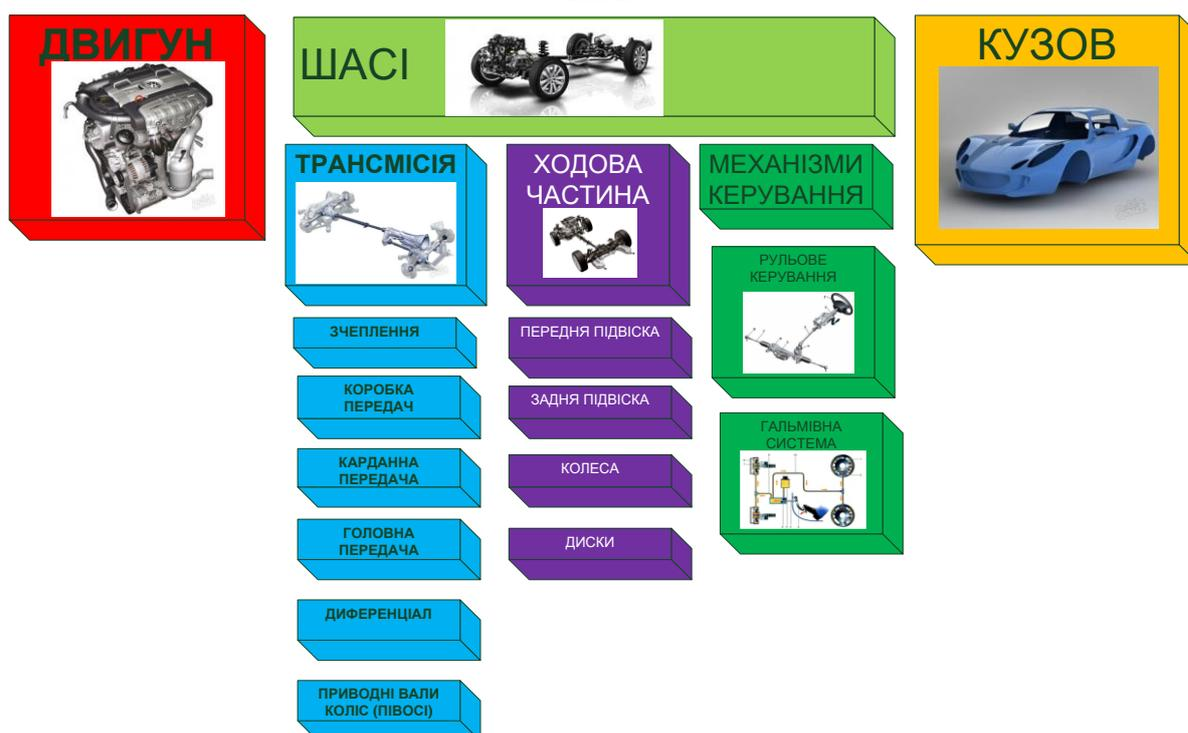 ДВИГУН
ШАСІ
КУЗОВ
ТРАНСМІСІЯ
ЗЧЕПЛЕННЯ
КОРОБКА
ПЕРЕДАЧ
КАРДАННА
ПЕРЕДАЧА
ГОЛОВНА
ПЕРЕДАЧА
ДИФЕРЕНЦІАЛ
ПРИВОДНІ ВАЛИ
КОЛІС (ПІВОСІ)
ХОДОВА
ЧАСТИНА
ПЕРЕДНЯ ПІДВІСКА
ЗАДНЯ ПІДВІСКА
КОЛЕСА
ДИСКИ
МЕХАНІЗМИ
КЕРУВАННЯ
РУЛЬОВЕ
КЕРУВАННЯ
ГАЛЬМІВНА
СИСТЕМА